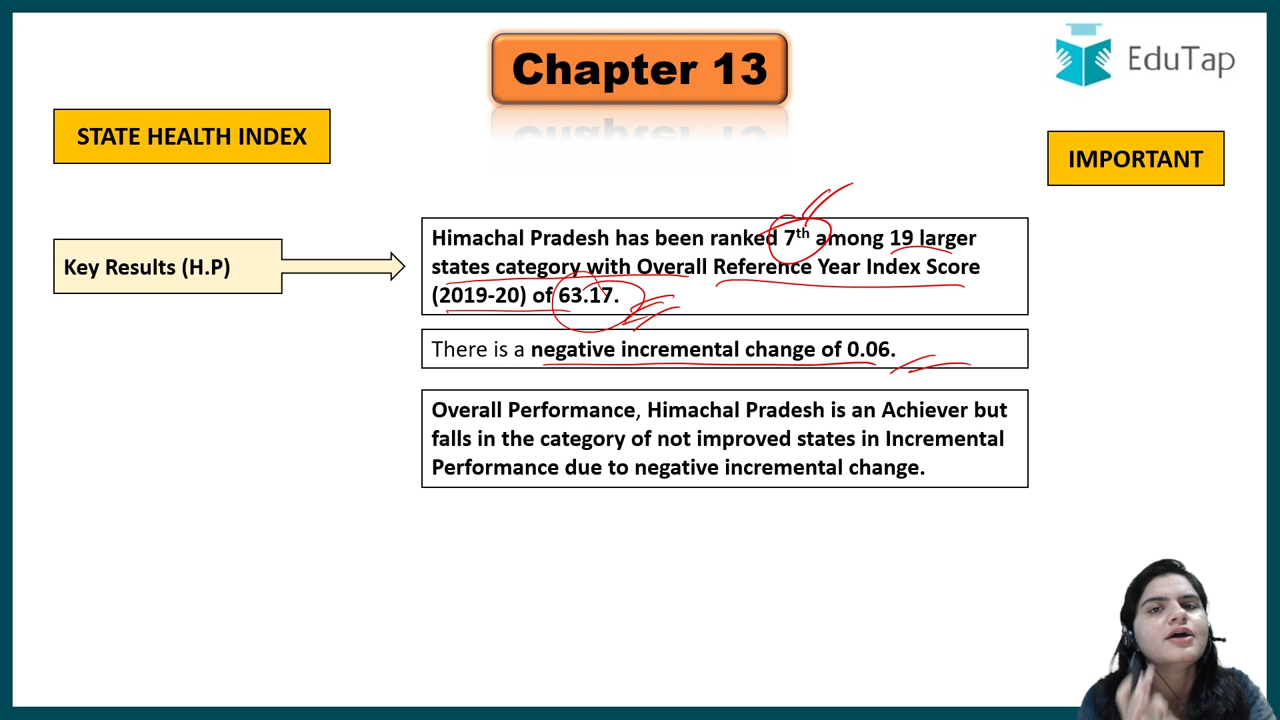 Chapter 13
EduTap
STATE HEALTH INDEX
IMPORTANT
Key Results (H.P)
Himachal Pradesh has been ranked 7th among 19 larger
states category with Overall Reference Year Index Score
(2019-20) of 63.17.
There is a negative incremental change of 0.06.
Overall Performance, Himachal Pradesh is an Achiever but
falls in the category of not improved states in Incremental
Performance due to negative incremental change.